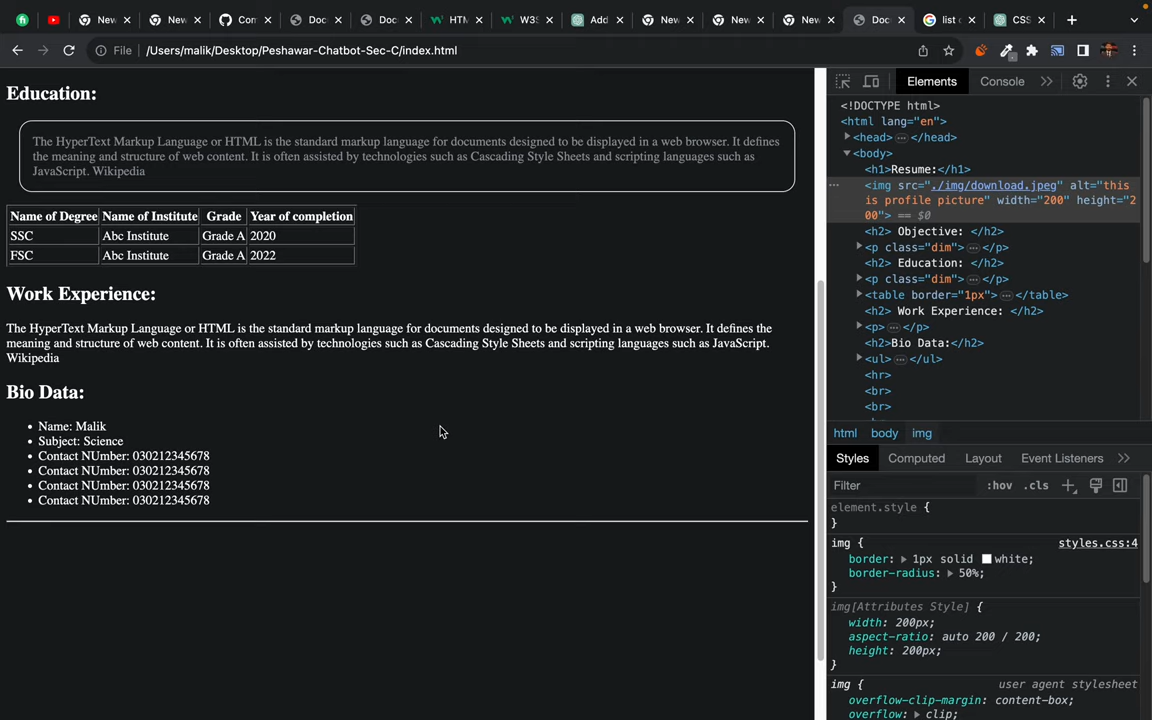 New
New
Com
Doc
Doc
HTM
W3S
Add
New
New
New
Doc
list c
CSS
File
/Users/malik/Desktop/Peshawar-Chatbot-Sec-C/index.html
Education:
The HyperText Markup Language or HTML is the standard markup language for documents designed to be displayed in a web browser. It defines
the meaning and structure of web content. It is often assisted by technologies such as Cascading Style Sheets and scripting languages such as
JavaScript. Wikipedia
Name of Degree Name of Institute Grade Year of completion
SSC Abc Institute Grade A 2020
FSC Abc Institute Grade A 2022
Work Experience:
The HyperText Markup Language or HTML is the standard markup language for documents designed to be displayed in a web browser. It defines the
meaning and structure of web content. It is often assisted by technologies such as Cascading Style Sheets and scripting languages such as JavaScript.
Wikipedia
Bio Data:
• Name: Malik
• Subject: Science
• Contact NUmber: 030212345678
• Contact NUmber: 030212345678
• Contact NUmber: 030212345678
• Contact NUmber: 030212345678
Elements Console
<!DOCTYPE html>
<html lang="en">
<head> … </head>
<body>
<h1>Resume:</h1>
<img src="./img/download.jpeg" alt="this
is profile picture" width="200" height="2
00"> == $0
<h2> Objective: </h2>
<p class="dim"> … </p>
<h2> Education: </h2>
<p class="dim"> … </p>
<table border="1px"> … </table>
<h2> Work Experience: </h2>
<p> … </p>
<h2>Bio Data:</h2>
<ul> … </ul>
<hr>
<br>
<br>
html body img
Styles Computed Layout Event Listeners
Filter :hov .cls
element.style {
}
img { styles.css:4
border: 1px solid white;
border-radius: 50%;
}
img[Attributes Style] {
width: 200px;
aspect-ratio: auto 200 / 200;
height: 200px;
}
img { user agent stylesheet
overflow-clip-margin: content-box;
overflow: clip;